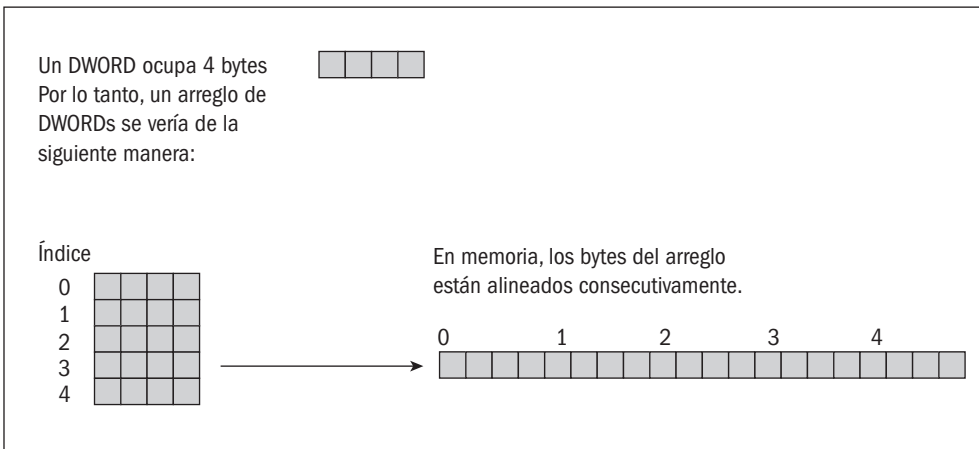 Un DWORD ocupa 4 bytes
Por lo tanto, un arreglo de
DWORDs se vería de la
siguiente manera:
Índice
0
1
2
3
4
En memoria, los bytes del arreglo
están alineados consecutivamente.
0 1 2 3 4